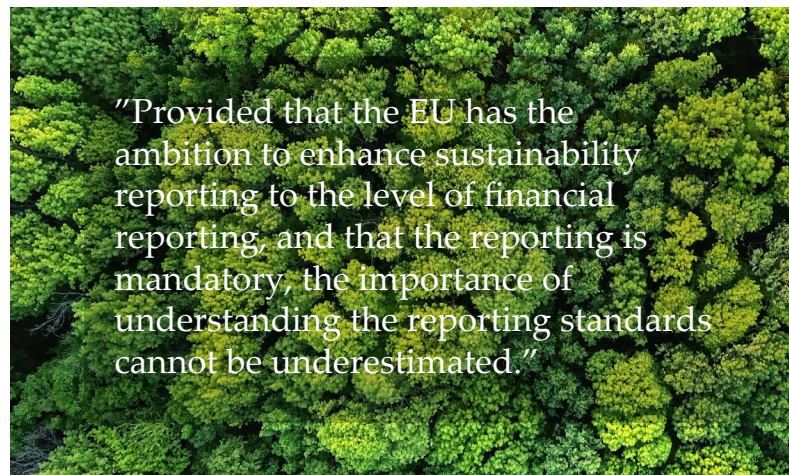 ”Provided that the EU has the
ambition to enhance sustainability
reporting to the level of financial
reporting, and that the reporting is
mandatory, the importance of
understanding the reporting standards
cannot be underestimated.”